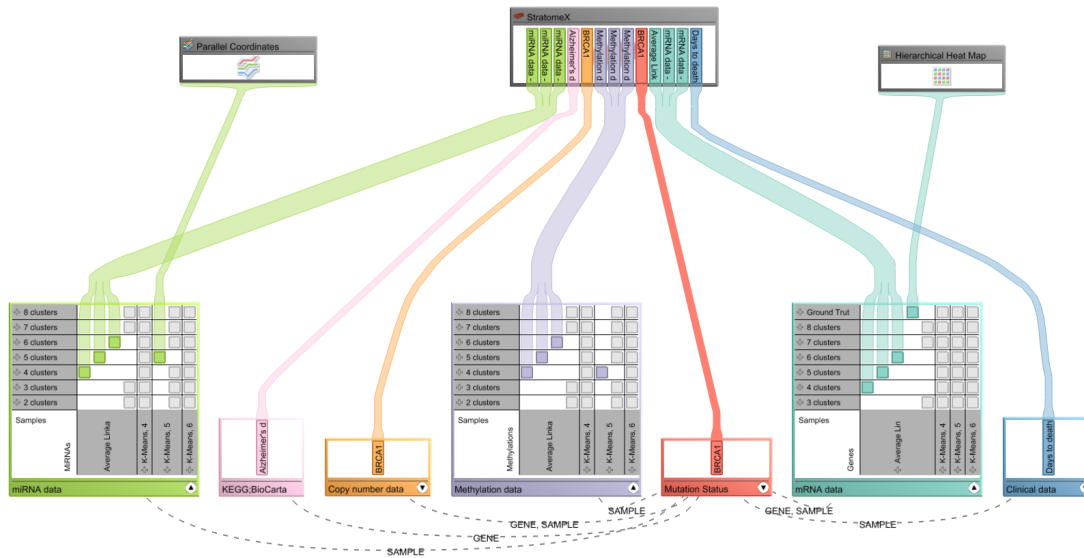 StratomeX
Parallel Coordinates
Hierarchical Heat Map
miRNA data -
miRNA data -
miRNA data -
Alzheimer's d
BRCA1
Methylation d
Methylation d
Methylation d
BRCA1
Average Link
mRNA data -
mRNA data -
Days to death
8 clusters
7 clusters
6 clusters
5 clusters
4 clusters
3 clusters
2 clusters
Samples
MiRNAs
Average Linka
K-Means, 4
K-Means, 5
K-Means, 6
miRNA data
Alzheimer's d
KEGG;BioCarta
BRCA1
Copy number data
8 clusters
7 clusters
6 clusters
5 clusters
4 clusters
3 clusters
2 clusters
Samples
Methylations
Average Linka
K-Means, 4
K-Means, 5
K-Means, 6
Methylation data
BRCA1
Mutation Status
Ground Trut
8 clusters
7 clusters
6 clusters
5 clusters
4 clusters
3 clusters
Samples
Genes
Average Lin
K-Means, 4
K-Means, 5
K-Means, 6
mRNA data
Days to death
Clinical data
SAMPLE
GENE, SAMPLE
GENE
SAMPLE
GENE, SAMPLE
SAMPLE